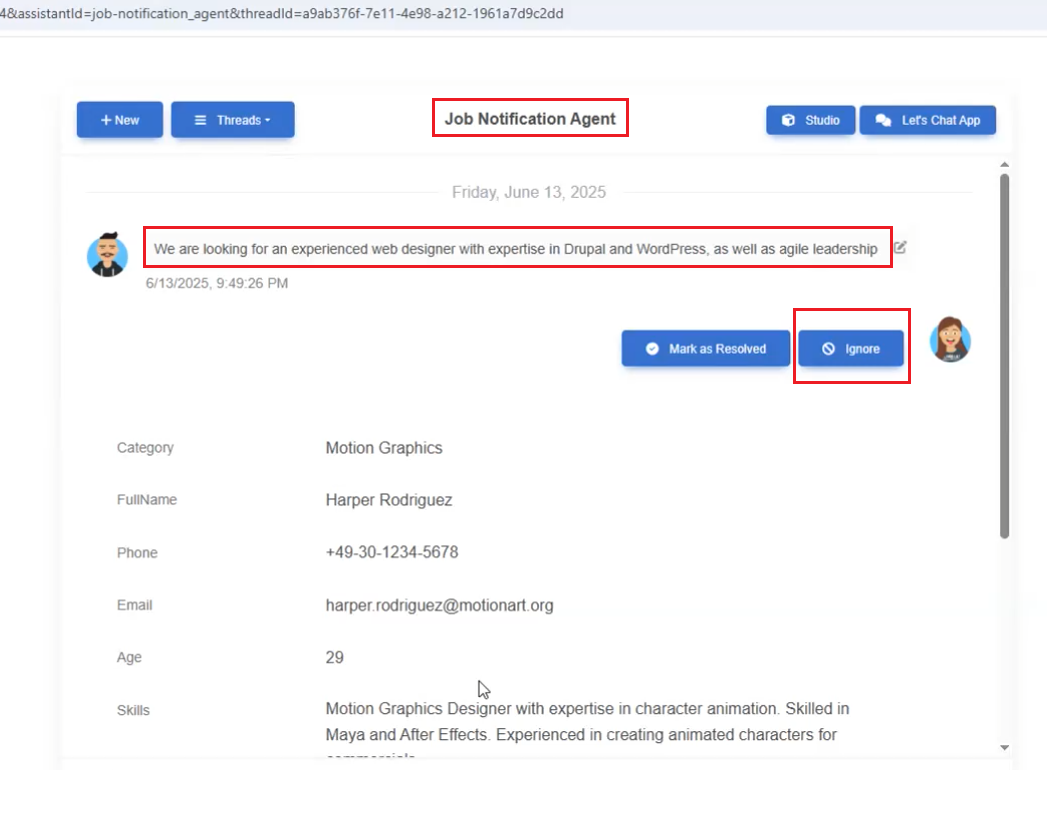 4&assistantId=job-notification_agent&threadId=a9ab376f-7e11-4e98-a212-1961a7d9c2dd
+ New
Threads
Job Notification Agent
Studio
Let's Chat App
Friday, June 13, 2025
We are looking for an experienced web designer with expertise in Drupal and WordPress, as well as agile leadership
6/13/2025, 9:49:26 PM
Mark as Resolved
Ignore
Category Motion Graphics
FullName Harper Rodriguez
Phone +49-30-1234-5678
Email harper.rodriguez@motionart.org
Age 29
Skills Motion Graphics Designer with expertise in character animation. Skilled in
Maya and After Effects. Experienced in creating animated characters for